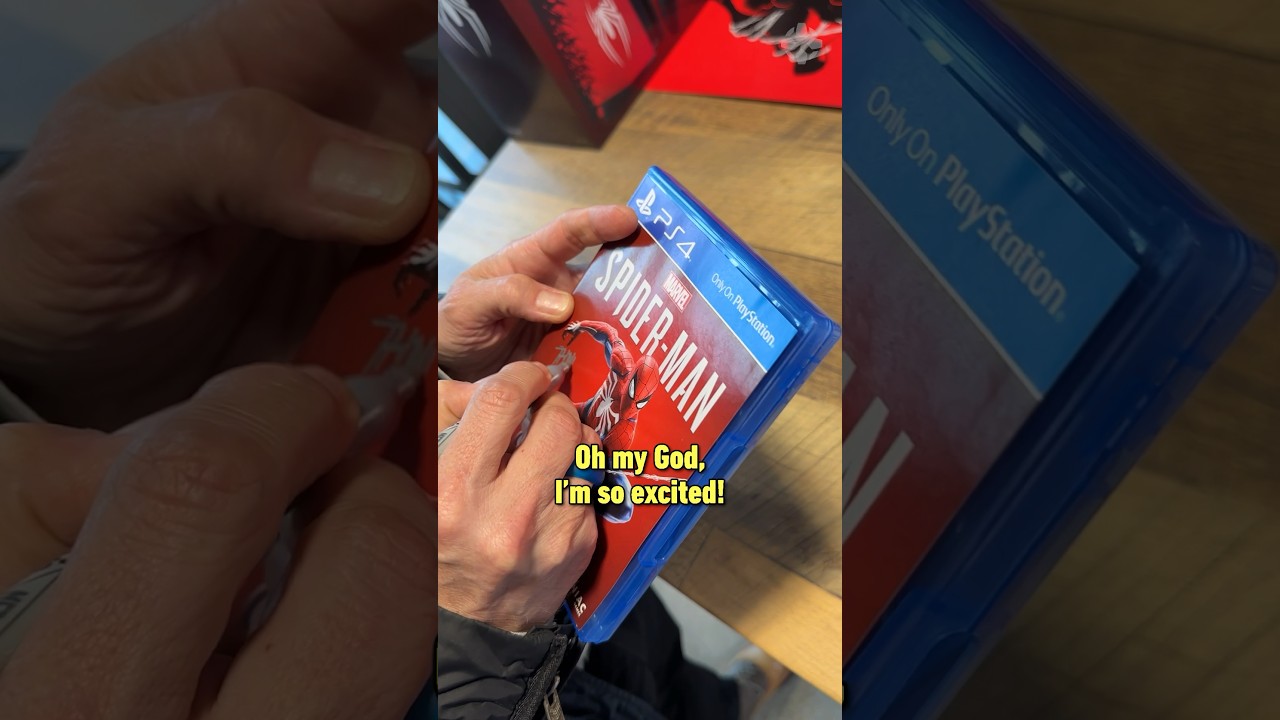 PS4
Only On PlayStation.
MARVEL
SPIDER-MAN
Oh my God,
I'm so excited!
Only On PlayStation.